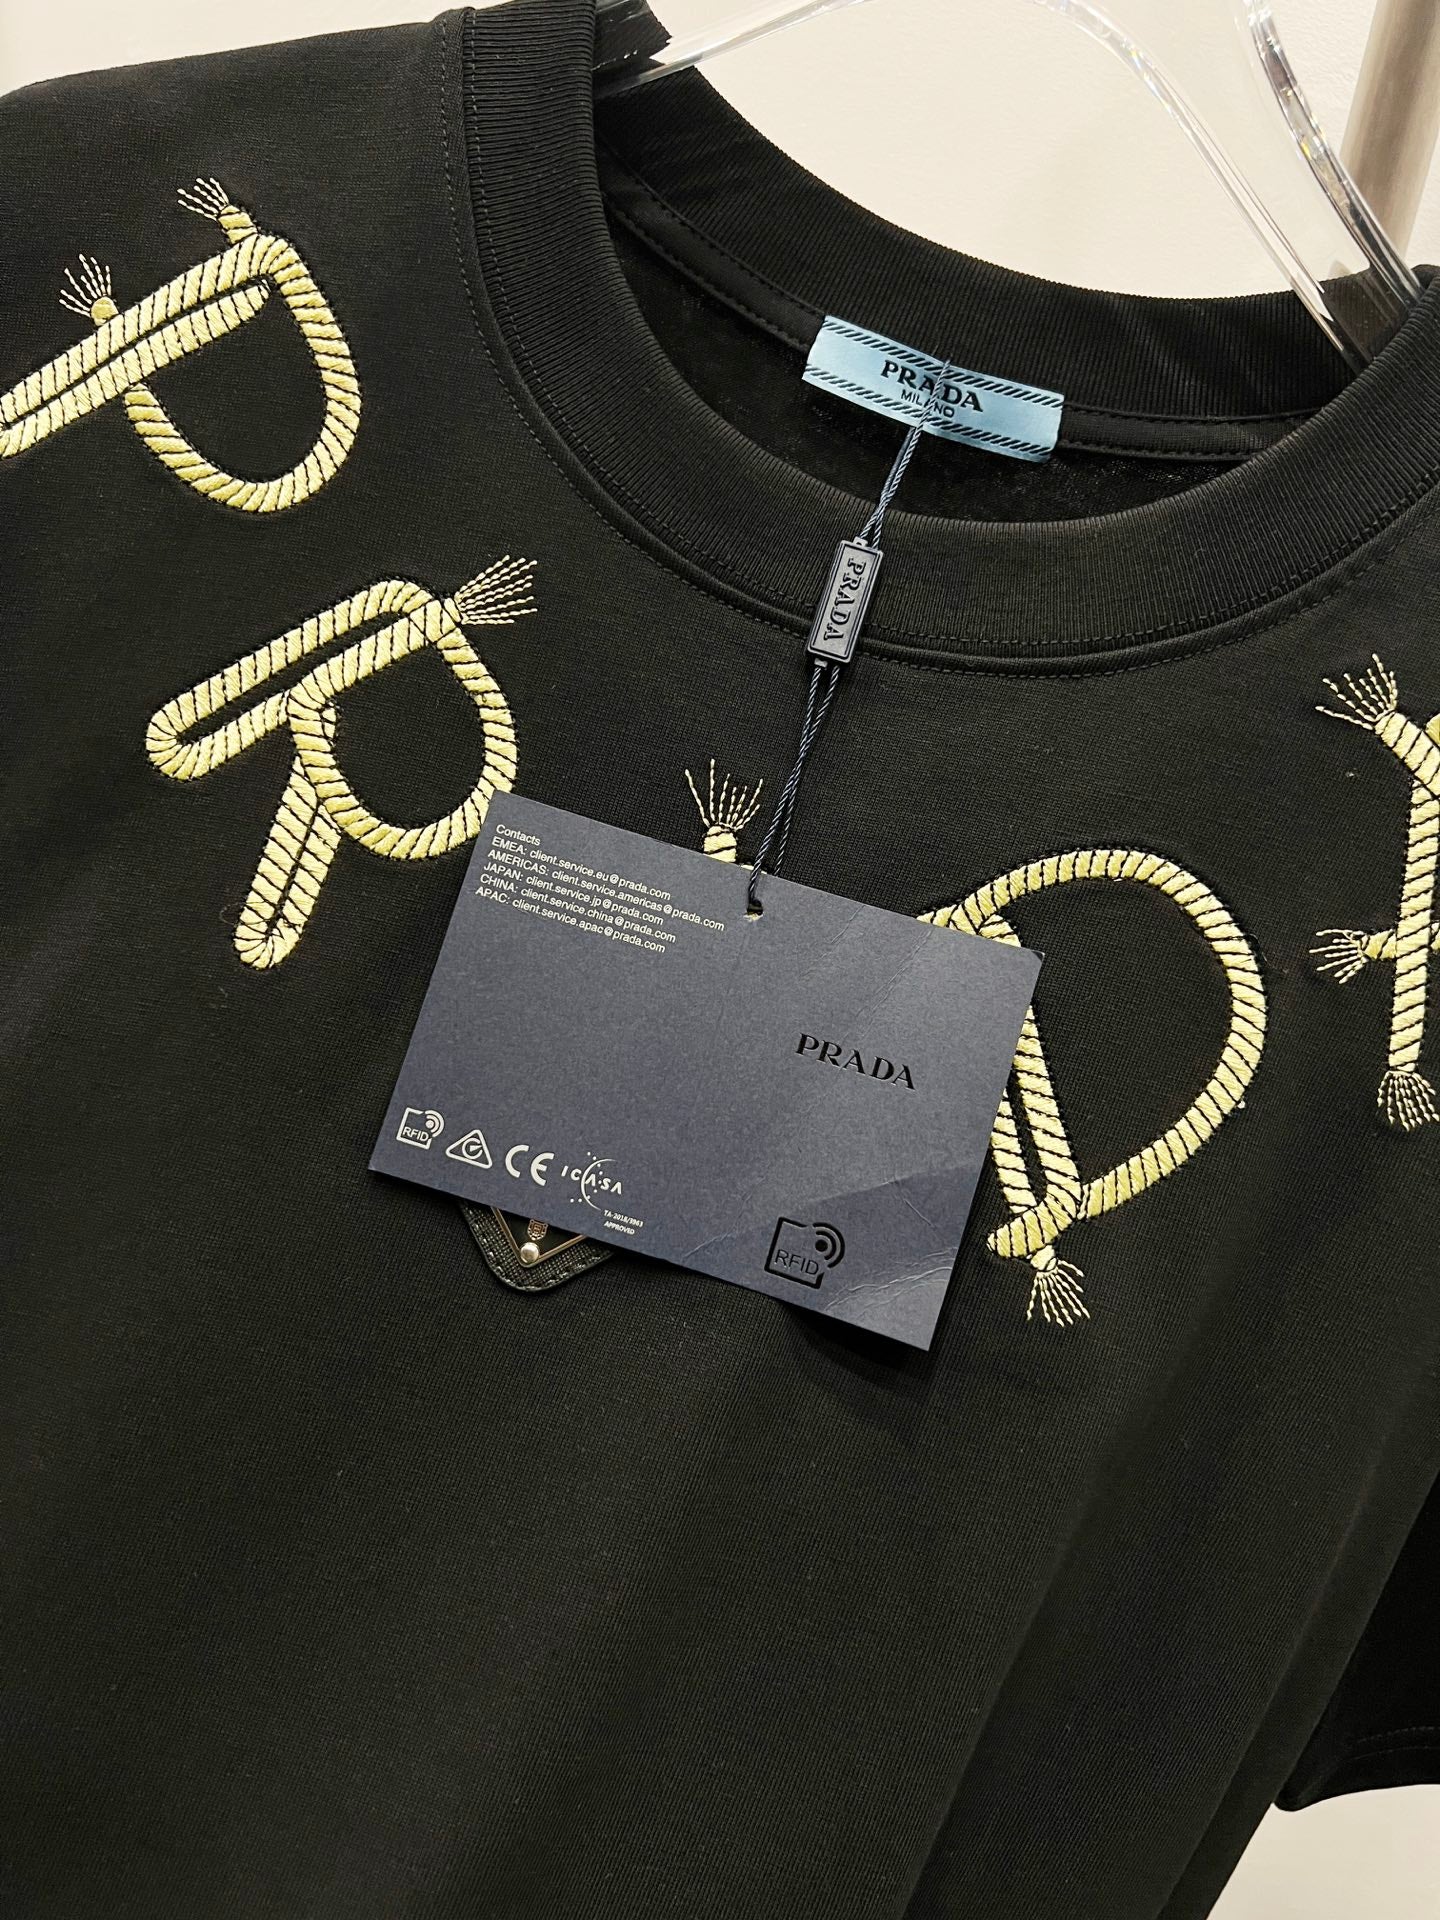 PRADA
MILANO
PRADA
P
R
D
A
Contacts
EMEA: client.service.eu@prada.com
AMERICAS: client.service.americas@prada.com
JAPAN: client.service.jp@prada.com
CHINA: client.service.china@prada.com
APAC: client.service.apac@prada.com
PRADA
RFID
CE
ICASA
TA-2018/3963
APPROVED
RFID